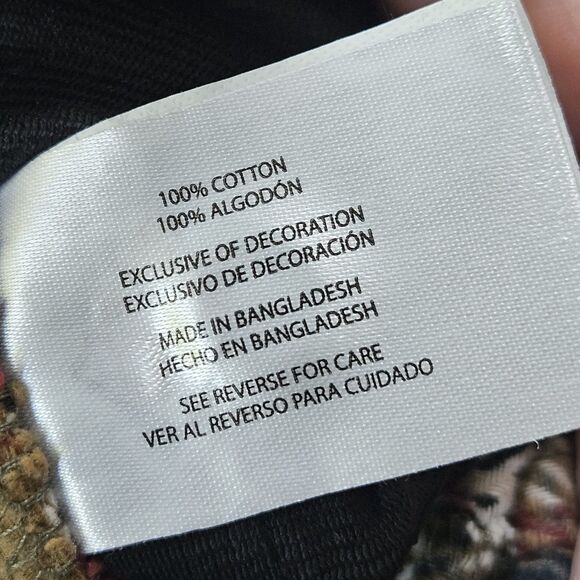 100% COTTON
100% ALGODÓN
EXCLUSIVE OF DECORATION
EXCLUSIVO DE DECORACIÓN
MADE IN BANGLADESH
HECHO EN BANGLADESH
SEE REVERSE FOR CARE
VER AL REVERSO PARA CUIDADO